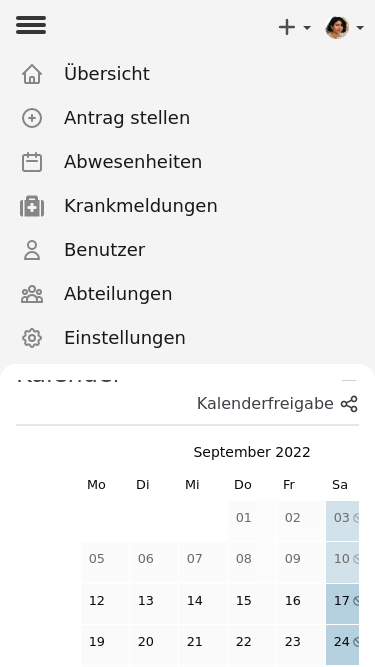 Übersicht
Antrag stellen
Abwesenheiten
Krankmeldungen
Benutzer
Abteilungen
Einstellungen
Kalender
Kalenderfreigabe
September 2022
Mo Di Mi Do Fr Sa
01 02 03
05 06 07 08 09 10
12 13 14 15 16 17
19 20 21 22 23 24